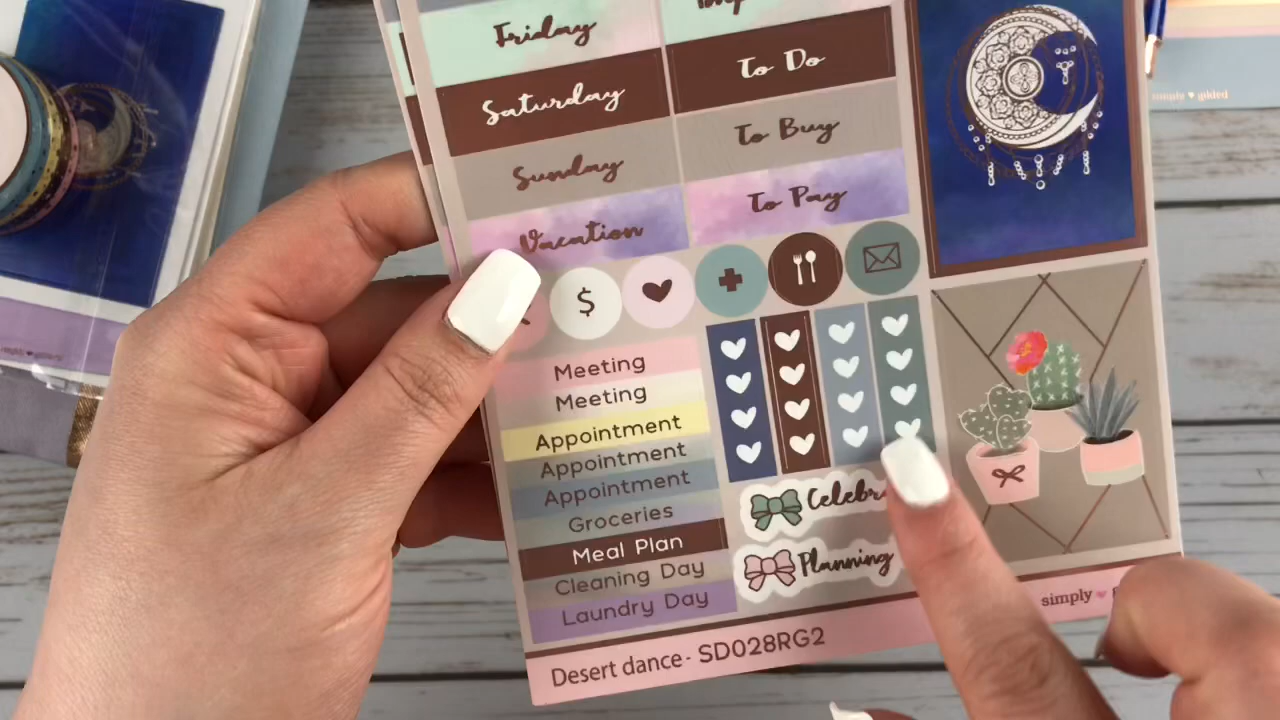 Friday
To Do
Saturday
To Buy
Sunday
To Pay
Vacation
$
Meeting
Meeting
Appointment
Appointment
Appointment
Groceries
Meal Plan
Cleaning Day
Laundry Day
Planning
Desert dance- SD028RG2
simply
simply gilded